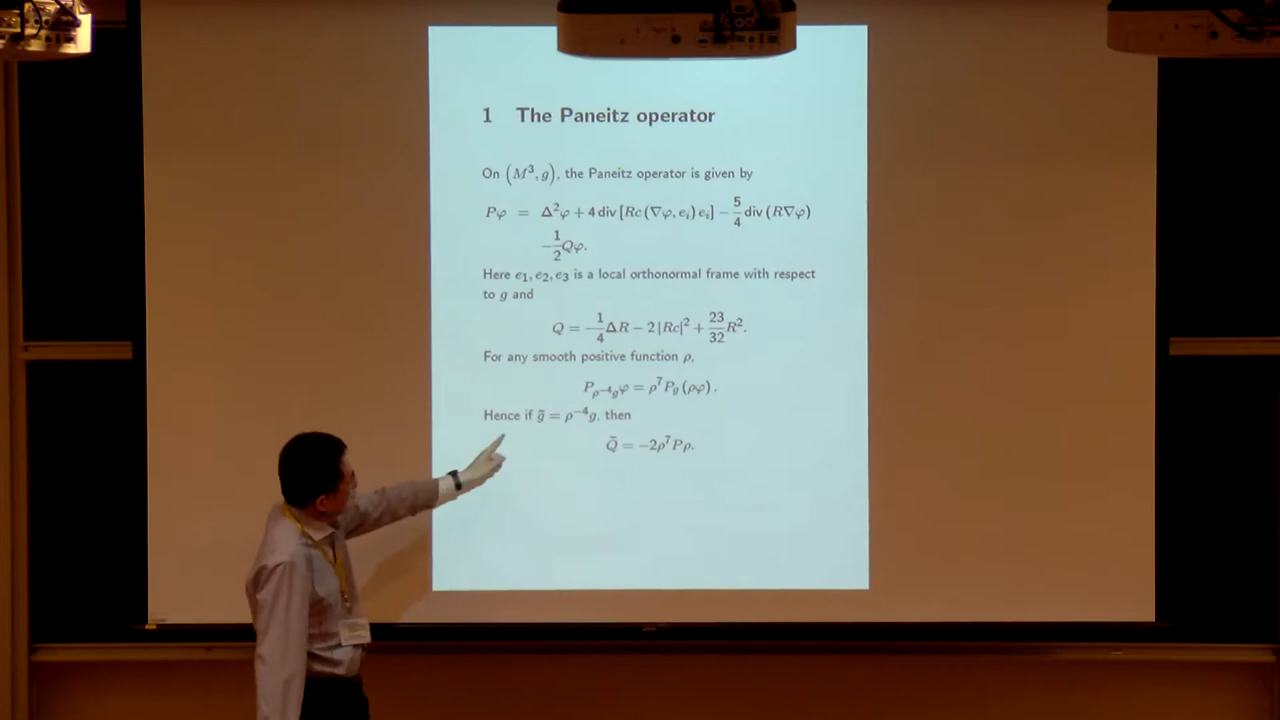 1 The Paneitz operator
On (M³, g), the Paneitz operator is given by
Pφ = Δ²φ + 4 div [Rc (∇φ, eᵢ) eᵢ] − 5/4 div (R∇φ)
−1/2 Qφ.
Here e₁, e₂, e₃ is a local orthonormal frame with respect
to g and
Q = −1/4 ΔR − 2 |Rc|² + 23/32 R².
For any smooth positive function ρ,
P_{ρ⁻⁴g}φ = ρ⁷P_g (ρφ).
Hence if g̃ = ρ⁻⁴g, then
Q̃ = −2ρ⁷Pρ.